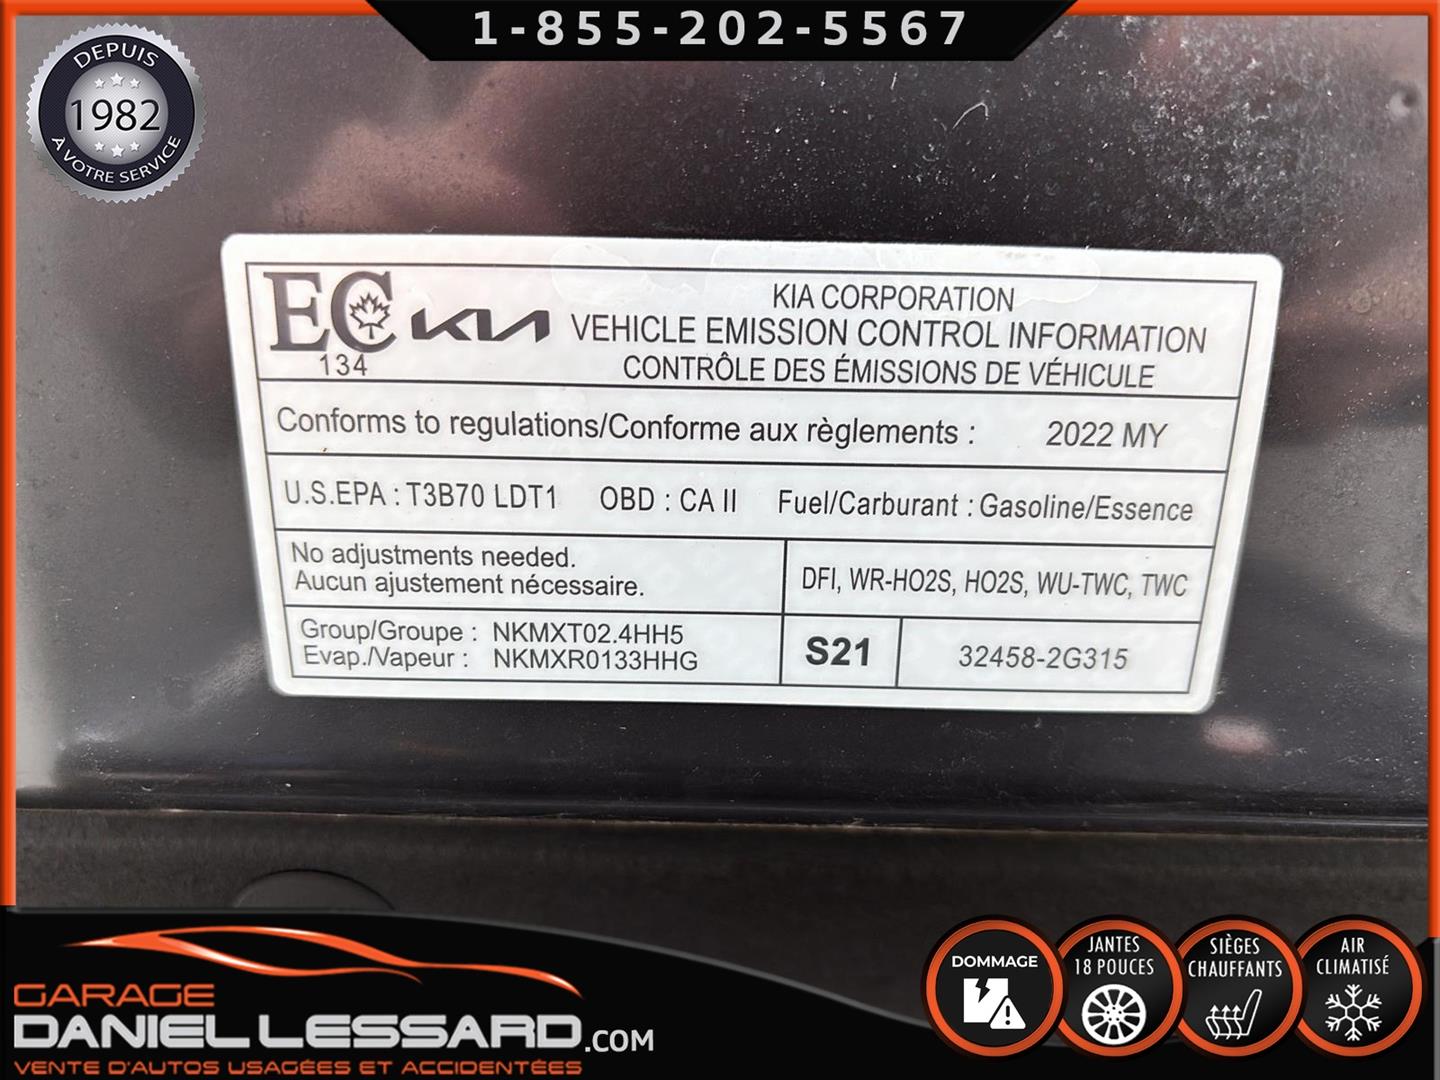 1-855-202-5567
DEPUIS
1982
À VOTRE SERVICE
EC
134
KIA
KIA CORPORATION
VEHICLE EMISSION CONTROL INFORMATION
CONTRÔLE DES ÉMISSIONS DE VÉHICULE
Conforms to regulations/Conforme aux règlements : 2022 MY
U.S.EPA : T3B70 LDT1 OBD : CA II Fuel/Carburant : Gasoline/Essence
No adjustments needed.
Aucun ajustement nécessaire.
DFI, WR-HO2S, HO2S, WU-TWC, TWC
Group/Groupe : NKMXT02.4HH5
Evap./Vapeur : NKMXR0133HHG
S21
32458-2G315
GARAGE
DANIEL LESSARD.COM
VENTE D'AUTOS USAGÉES ET ACCIDENTÉES
DOMMAGE
JANTES
18 POUCES
SIÈGES
CHAUFFANTS
AIR
CLIMATISÉ